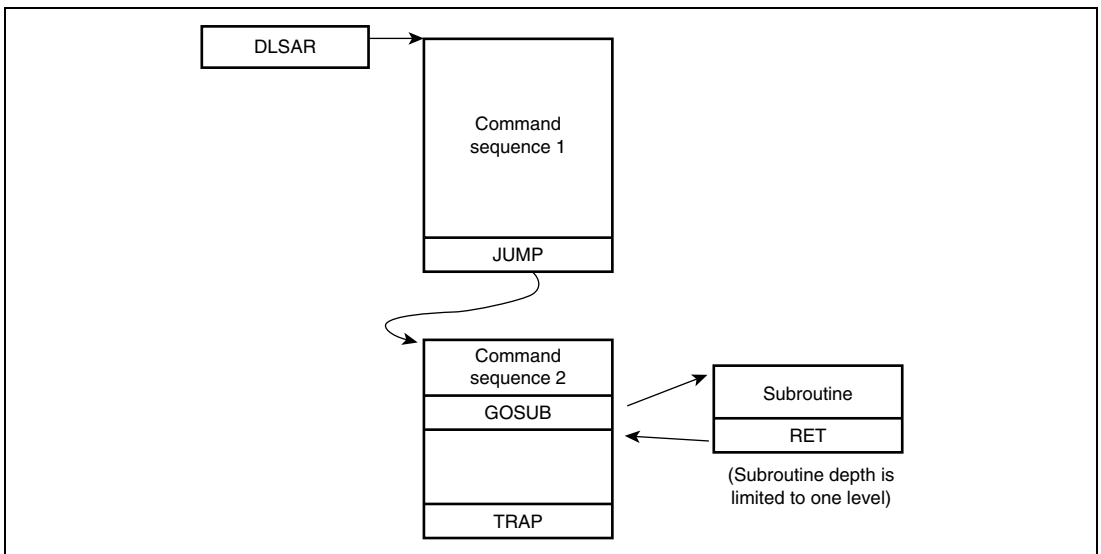 DLSAR
Command
sequence 1
JUMP
Command
sequence 2
GOSUB
Subroutine
RET
(Subroutine depth is
limited to one level)
TRAP